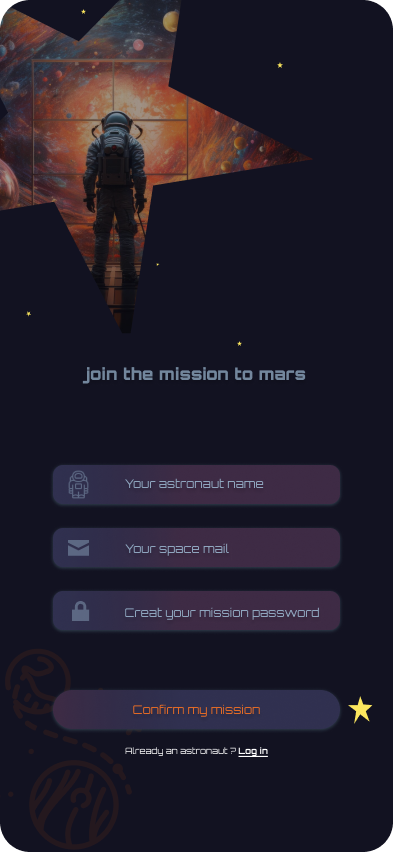 join the mission to mars
Your astronaut name
Your space mail
Creat your mission password
Confirm my mission
Already an astronaut ? Log in